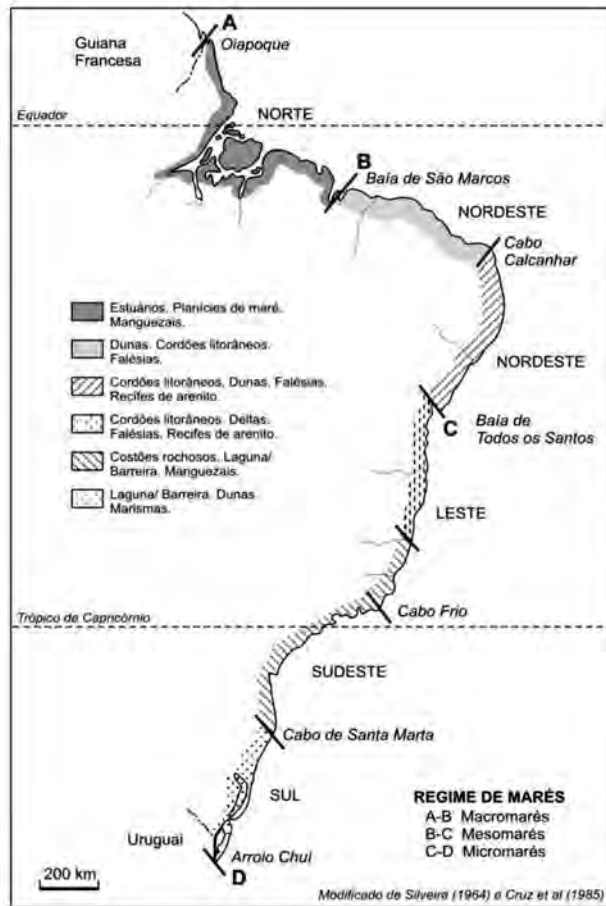 A
Guiana
Francesa
Oiapoque
Equador
NORTE
B
Baía de São Marcos
NORDESTE
Cabo
Calcanhar
Estuários. Planícies de maré.
Manguezais.
Dunas. Cordões litorâneos.
Falésias.
Cordões litorâneos. Dunas. Falésias.
Recifes de arenito.
Cordões litorâneos. Deltas.
Falésias. Recifes de arenito.
Costões rochosos. Laguna/
Barreira. Manguezais.
Laguna/ Barreira. Dunas
Marismas.
NORDESTE
C
Baía de
Todos os Santos
LESTE
Cabo Frio
Trópico de Capricórnio
SUDESTE
Cabo de Santa Marta
SUL
Uruguai
Arroio Chuí
D
200 km
REGIME DE MARÉS
A-B Macromarés
B-C Mesomarés
C-D Micromarés
Modificado de Silveira (1964) e Cruz et al (1985)